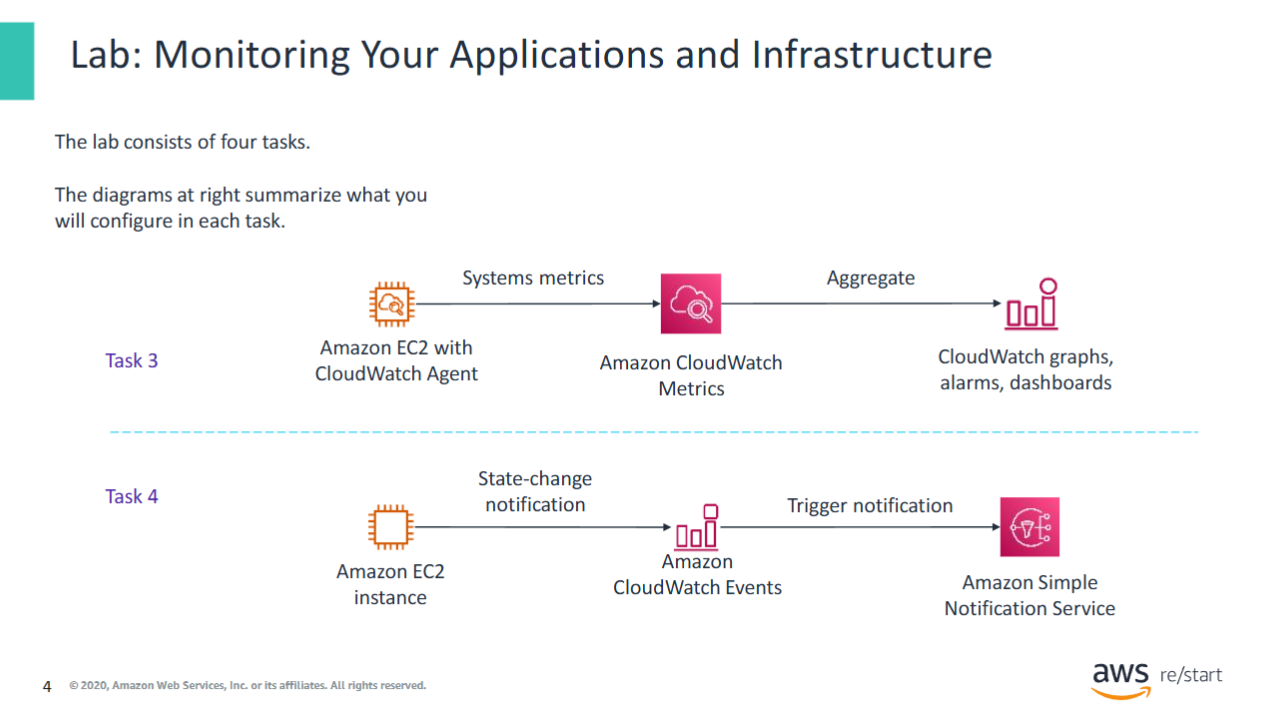 Lab: Monitoring Your Applications and Infrastructure
The lab consists of four tasks.
The diagrams at right summarize what you
will configure in each task.
Task 3
Systems metrics
Aggregate
Amazon EC2 with
CloudWatch Agent
Amazon CloudWatch
Metrics
CloudWatch graphs,
alarms, dashboards
Task 4
State-change
notification
Trigger notification
Amazon EC2
instance
Amazon
CloudWatch Events
Amazon Simple
Notification Service
4 © 2020, Amazon Web Services, Inc. or its affiliates. All rights reserved.
aws re/start